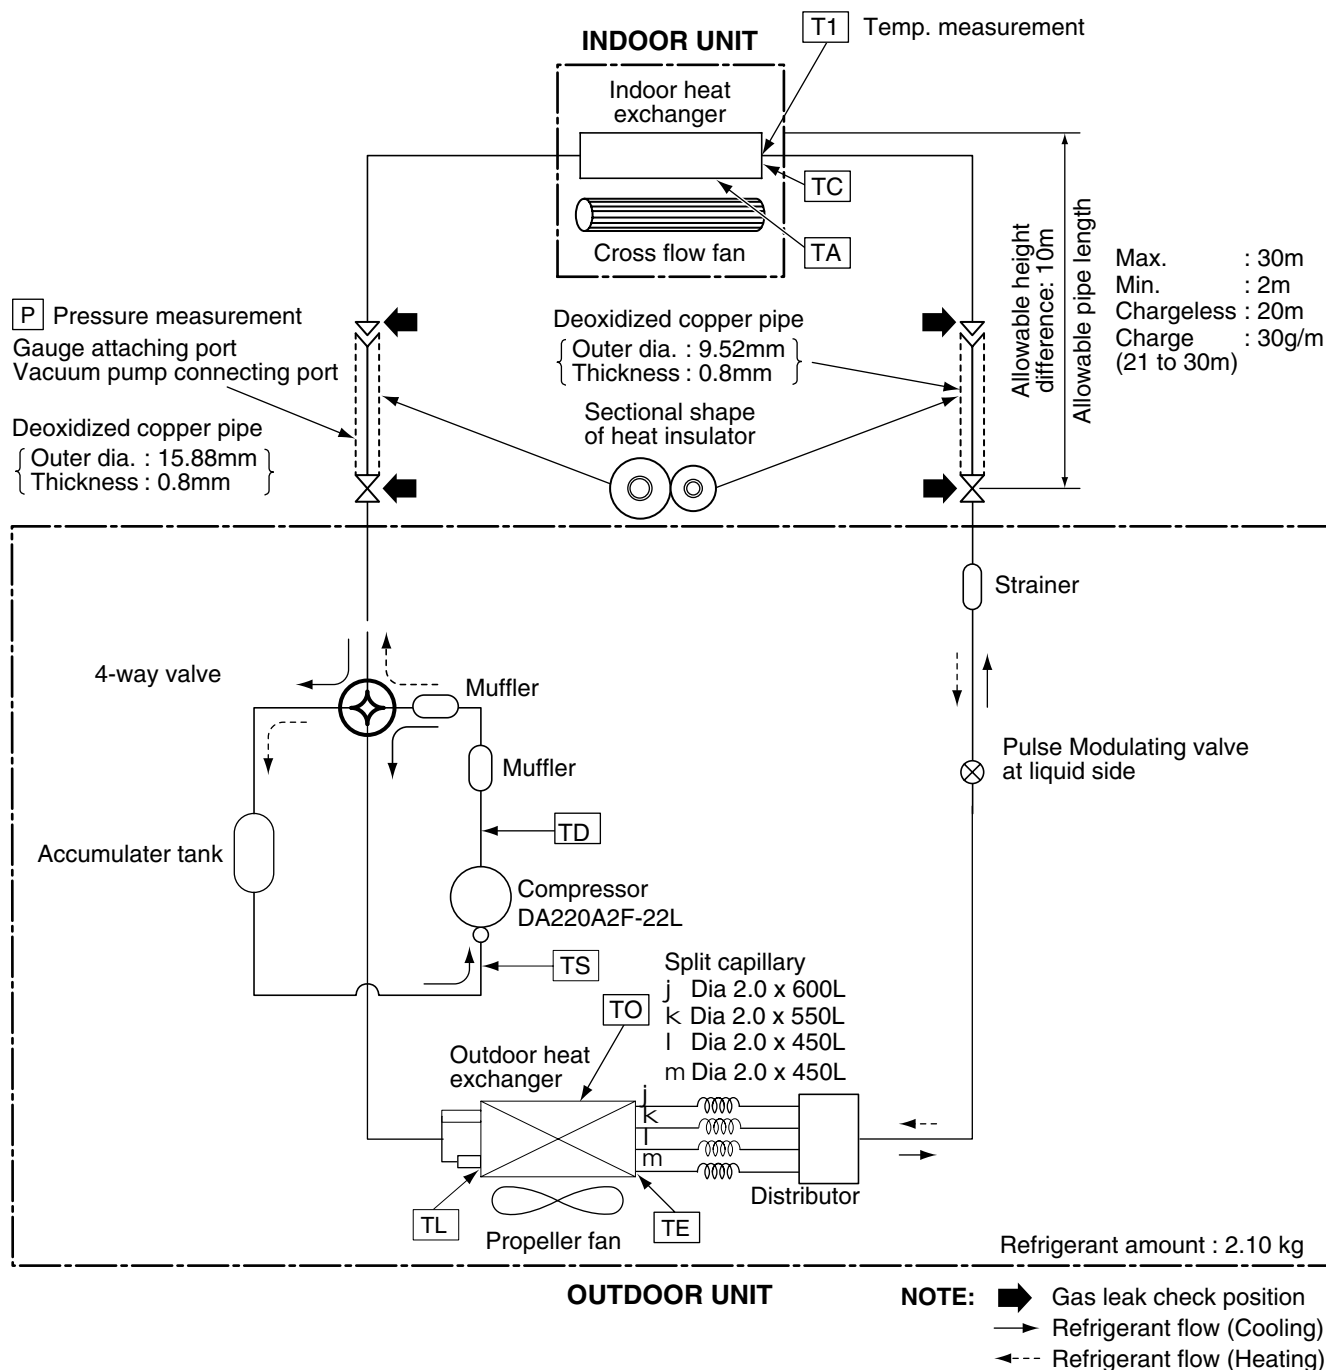 T1 Temp. measurement
INDOOR UNIT
Indoor heat
exchanger
TC
Cross flow fan
TA
Allowable height
difference: 10m
Allowable pipe length
Max. : 30m
Min. : 2m
Chargeless : 20m
Charge : 30g/m
(21 to 30m)
P Pressure measurement
Gauge attaching port
Vacuum pump connecting port
Deoxidized copper pipe
Outer dia. : 15.88mm
Thickness : 0.8mm
Deoxidized copper pipe
Outer dia. : 9.52mm
Thickness : 0.8mm
Sectional shape
of heat insulator
Strainer
4-way valve
Muffler
Muffler
Pulse Modulating valve
at liquid side
TD
Accumulater tank
Compressor
DA220A2F-22L
TS
Split capillary
j Dia 2.0 x 600L
k Dia 2.0 x 550L
l Dia 2.0 x 450L
m Dia 2.0 x 450L
TO
Outdoor heat
exchanger
j
k
l
m
Distributor
TL
TE
Propeller fan
Refrigerant amount : 2.10 kg
OUTDOOR UNIT
NOTE: Gas leak check position
Refrigerant flow (Cooling)
Refrigerant flow (Heating)